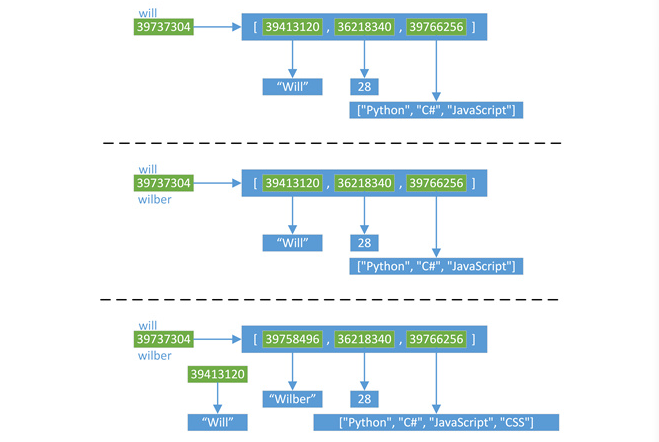 will
39737304 [ 39413120 , 36218340 , 39766256 ]
“Will” 28
["Python", "C#", "JavaScript"]
will
39737304 [ 39413120 , 36218340 , 39766256 ]
wilber
“Will” 28
["Python", "C#", "JavaScript"]
will
39737304 [ 39758496 , 36218340 , 39766256 ]
wilber
39413120
“Wilber” 28
“Will” ["Python", "C#", "JavaScript", "CSS"]